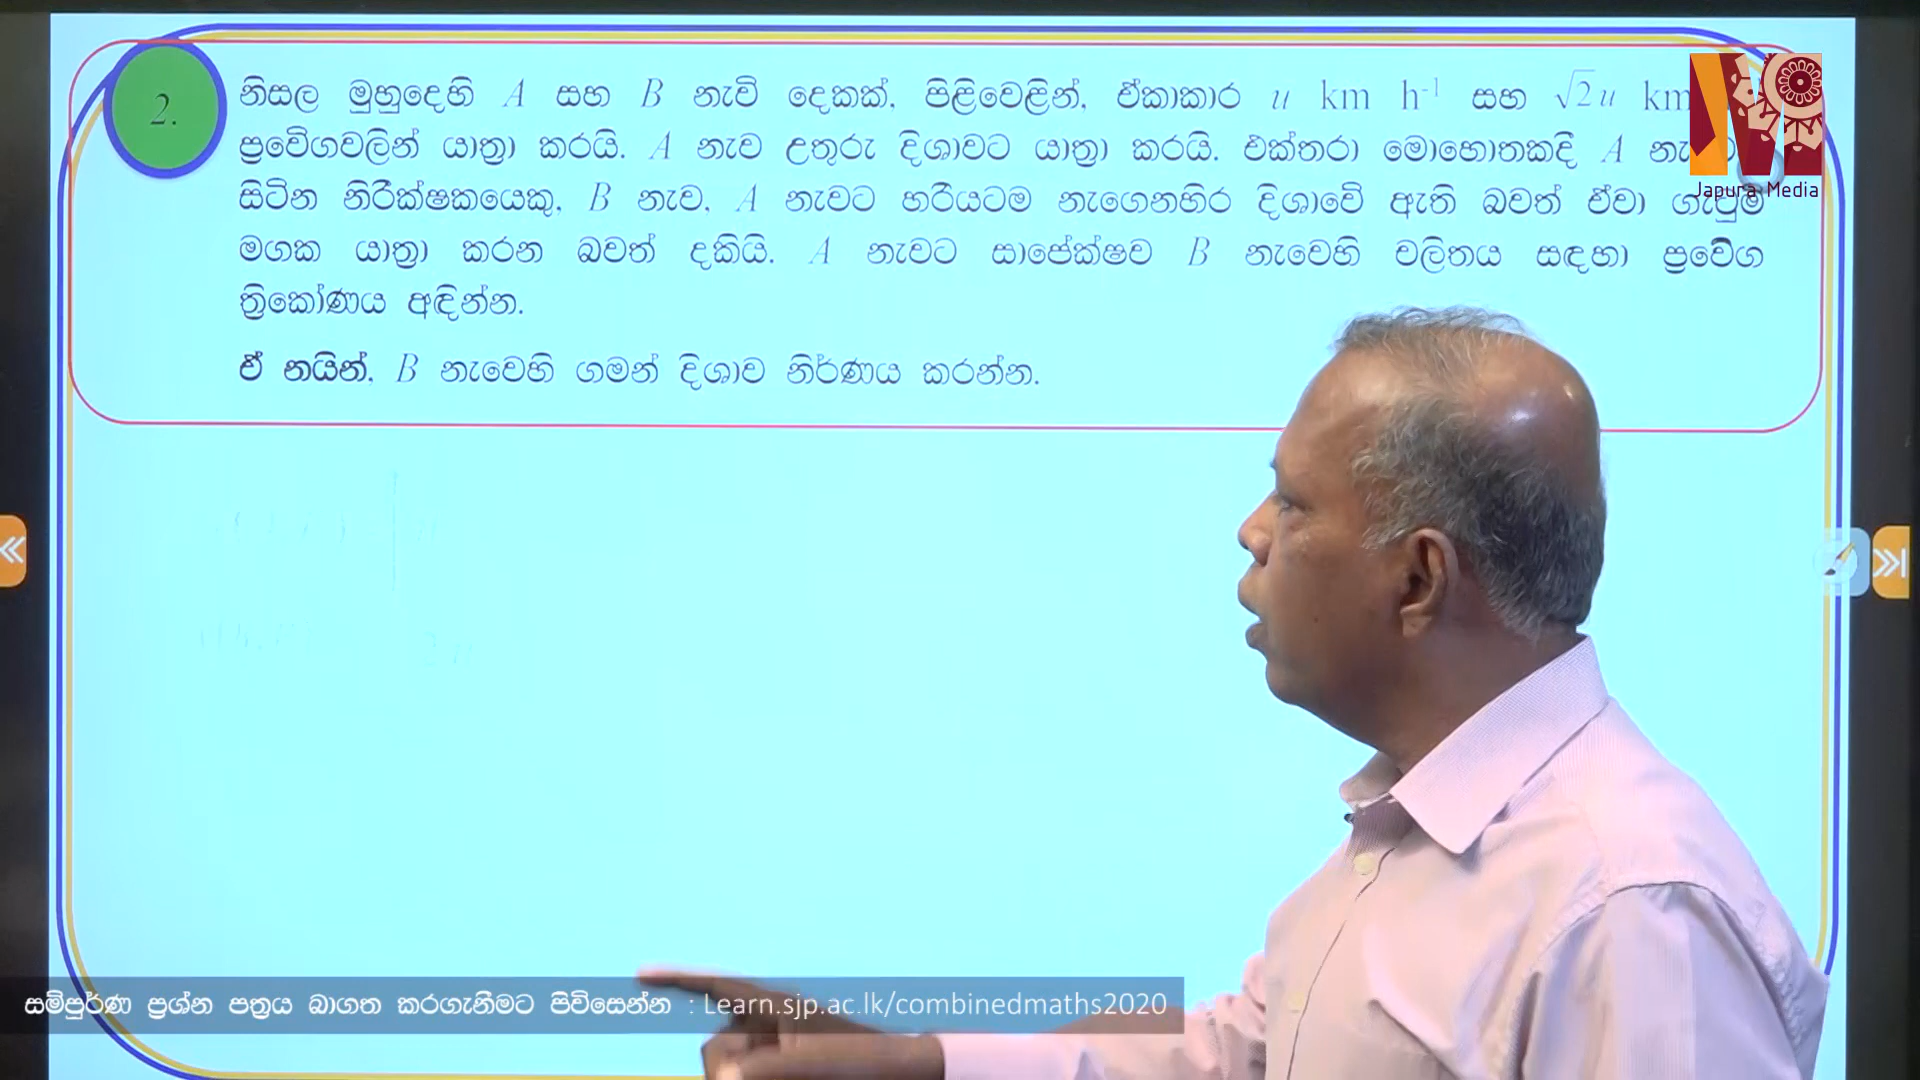 2.
නිසල මුහුදෙහි A සහ B නැව් දෙකක්, පිළිවෙළින්, ඒකාකාර u km h⁻¹ සහ √2 u km
ප්‍රවේගවලින් යාත්‍රා කරයි. A නැව උතුරු දිශාවට යාත්‍රා කරයි. එක්තරා මොහොතකදී A
සිටින නිරීක්ෂකයෙකු, B නැව, A නැවට හරියටම නැගෙනහිර දිශාවේ ඇති බවත් ඒවා ගැටුම්
මගක යාත්‍රා කරන බවත් දකියි. A නැවට සාපේක්ෂව B නැවෙහි චලිතය සඳහා ප්‍රවේග
ත්‍රිකෝණය අඳින්න.
ඒ නයින්, B නැවෙහි ගමන් දිශාව නිර්ණය කරන්න.
Japura Media
සම්පුර්ණ ප්‍රශ්න පත්‍රය බාගත කරගැනීමට පිවිසෙන්න : Learn.sjp.ac.lk/combinedmaths2020